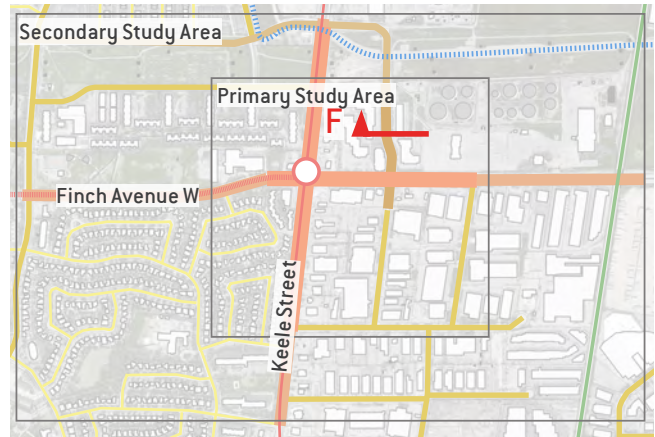 Secondary Study Area
Primary Study Area
F
Finch Avenue W
Keele Street